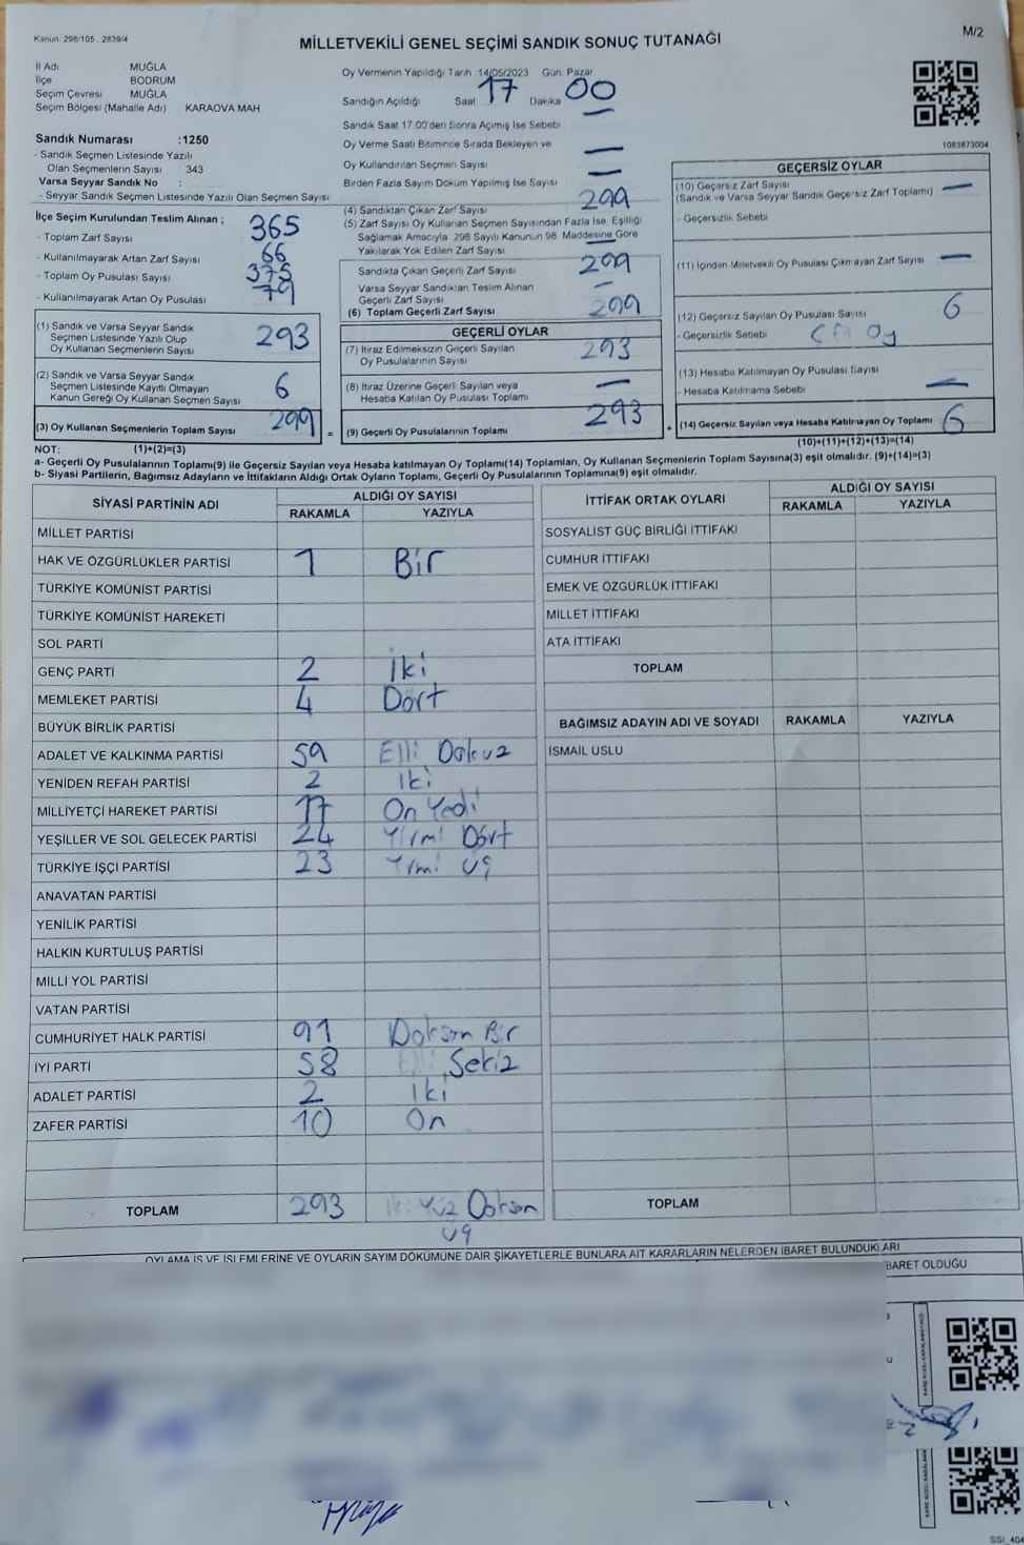 Kanun: 298/105, 2839/4
MİLLETVEKİLİ GENEL SEÇİMİ SANDIK SONUÇ TUTANAĞI
M/2
İl Adı MUĞLA
İlçe BODRUM
Seçim Çevresi MUĞLA
Seçim Bölgesi (Mahalle Adı) KARAOVA MAH
Sandık Numarası :1250
- Sandık Seçmen Listesinde Yazılı
Olan Seçmenlerin Sayısı 343
Varsa Seyyar Sandık No :
- Seyyar Sandık Seçmen Listesinde Yazılı Olan Seçmen Sayısı
Oy Vermenin Yapıldığı Tarih 14/05/2023 Gün: Pazar
Sandığın Açıldığı Saat 17 Dakika 00
Sandık Saat 17.00'den Sonra Açılmış İse Sebebi
Oy Verme Saati Bitiminde Sırada Bekleyen ve —
Oy Kullandırılan Seçmen Sayısı —
Birden Fazla Sayım Döküm Yapılmış İse Sayısı —
1083873004
İlçe Seçim Kurulundan Teslim Alınan ;
- Toplam Zarf Sayısı 365
- Kullanılmayarak Artan Zarf Sayısı 66
- Toplam Oy Pusulası Sayısı 375
- Kullanılmayarak Artan Oy Pusulası 79
(1) Sandık ve Varsa Seyyar Sandık
Seçmen Listesinde Yazılı Olup
Oy Kullanan Seçmenlerin Sayısı 293
(2) Sandık ve Varsa Seyyar Sandık
Seçmen Listesinde Kayıtlı Olmayan
Kanun Gereği Oy Kullanan Seçmen Sayısı 6
(3) Oy Kullanan Seçmenlerin Toplam Sayısı 299 =
(4) Sandıktan Çıkan Zarf Sayısı 299
(5) Zarf Sayısı Oy Kullanan Seçmen Sayısından Fazla İse, Eşitliği
Sağlamak Amacıyla 298 Sayılı Kanunun 98. Maddesine Göre
Yakılarak Yok Edilen Zarf Sayısı —
Sandıkta Çıkan Geçerli Zarf Sayısı 299
Varsa Seyyar Sandıktan Teslim Alınan
Geçerli Zarf Sayısı —
(6) Toplam Geçerli Zarf Sayısı 299
GEÇERLİ OYLAR
(7) İtiraz Edilmeksizin Geçerli Sayılan
Oy Pusulalarının Sayısı 293
(8) İtiraz Üzerine Geçerli Sayılan veya
Hesaba Katılan Oy Pusulası Toplamı —
(9) Geçerli Oy Pusulalarının Toplamı 293 +
GEÇERSİZ OYLAR
(10) Geçersiz Zarf Sayısı —
(Sandık ve Varsa Seyyar Sandık Geçersiz Zarf Toplamı)
- Geçersizlik Sebebi
(11) İçinden Milletvekili Oy Pusulası Çıkmayan Zarf Sayısı —
(12) Geçersiz Sayılan Oy Pusulası Sayısı 6
- Geçersizlik Sebebi Oy
(13) Hesaba Katılmayan Oy Pusulası Sayısı
- Hesaba Katılmama Sebebi —
(14) Geçersiz Sayılan veya Hesaba Katılmayan Oy Toplamı 6
NOT: (1)+(2)=(3) (10)+(11)+(12)+(13)=(14)
a- Geçerli Oy Pusulalarının Toplamı(9) ile Geçersiz Sayılan veya Hesaba katılmayan Oy Toplamı(14) Toplamları, Oy Kullanan Seçmenlerin Toplam Sayısına(3) eşit olmalıdır. (9)+(14)=(3)
b- Siyasi Partilerin, Bağımsız Adayların ve İttifakların Aldığı Ortak Oyların Toplamı, Geçerli Oy Pusulalarının Toplamına(9) eşit olmalıdır.
SİYASİ PARTİNİN ADI ALDIĞI OY SAYISI
RAKAMLA YAZIYLA
MİLLET PARTİSİ
HAK VE ÖZGÜRLÜKLER PARTİSİ 1 Bir
TÜRKİYE KOMÜNİST PARTİSİ
TÜRKİYE KOMÜNİST HAREKETİ
SOL PARTİ
GENÇ PARTİ 2 İki
MEMLEKET PARTİSİ 4 Dört
BÜYÜK BİRLİK PARTİSİ
ADALET VE KALKINMA PARTİSİ 59 Elli Dokuz
YENİDEN REFAH PARTİSİ 2 İki
MİLLİYETÇİ HAREKET PARTİSİ 17 On Yedi
YEŞİLLER VE SOL GELECEK PARTİSİ 24 Yirmi Dört
TÜRKİYE İŞÇİ PARTİSİ 23 Yirmi Üç
ANAVATAN PARTİSİ
YENİLİK PARTİSİ
HALKIN KURTULUŞ PARTİSİ
MİLLİ YOL PARTİSİ
VATAN PARTİSİ
CUMHURİYET HALK PARTİSİ 91 Doksan Bir
İYİ PARTİ 58 Elli Sekiz
ADALET PARTİSİ 2 İki
ZAFER PARTİSİ 10 On
TOPLAM 293 İki Yüz Doksan
Üç
İTTİFAK ORTAK OYLARI ALDIĞI OY SAYISI
RAKAMLA YAZIYLA
SOSYALİST GÜÇ BİRLİĞİ İTTİFAKI
CUMHUR İTTİFAKI
EMEK VE ÖZGÜRLÜK İTTİFAKI
MİLLET İTTİFAKI
ATA İTTİFAKI
TOPLAM
BAĞIMSIZ ADAYIN ADI VE SOYADI RAKAMLA YAZIYLA
İSMAİL USLU
TOPLAM
OYLAMA İŞ VE İŞLEMLERİNE VE OYLARIN SAYIM DÖKÜMÜNE DAİR ŞİKAYETLERLE BUNLARA AİT KARARLARIN NELERDEN İBARET BULUNDUKLARI
BARET OLDUĞU